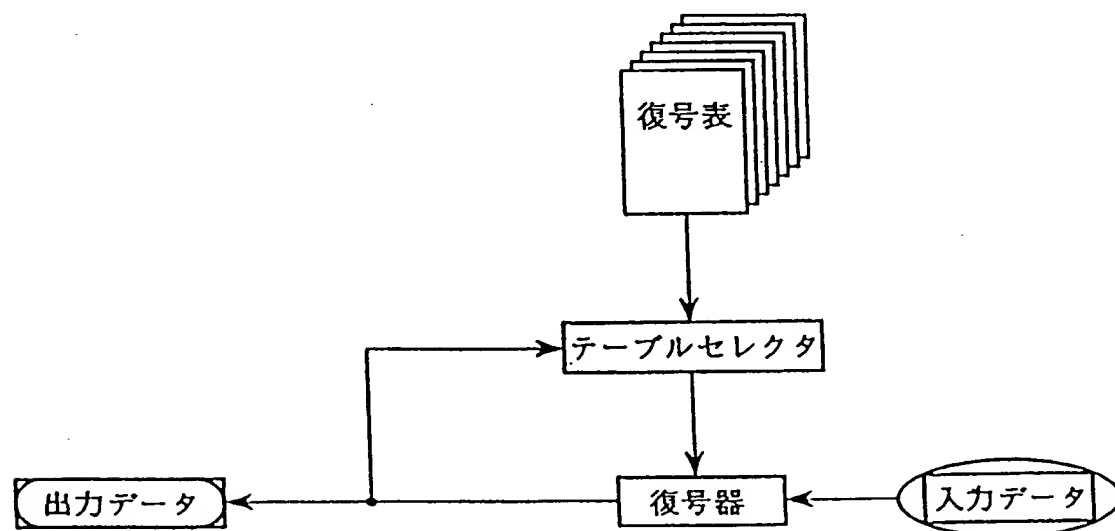 復号表
テーブルセレクタ
出力データ
復号器
入力データ